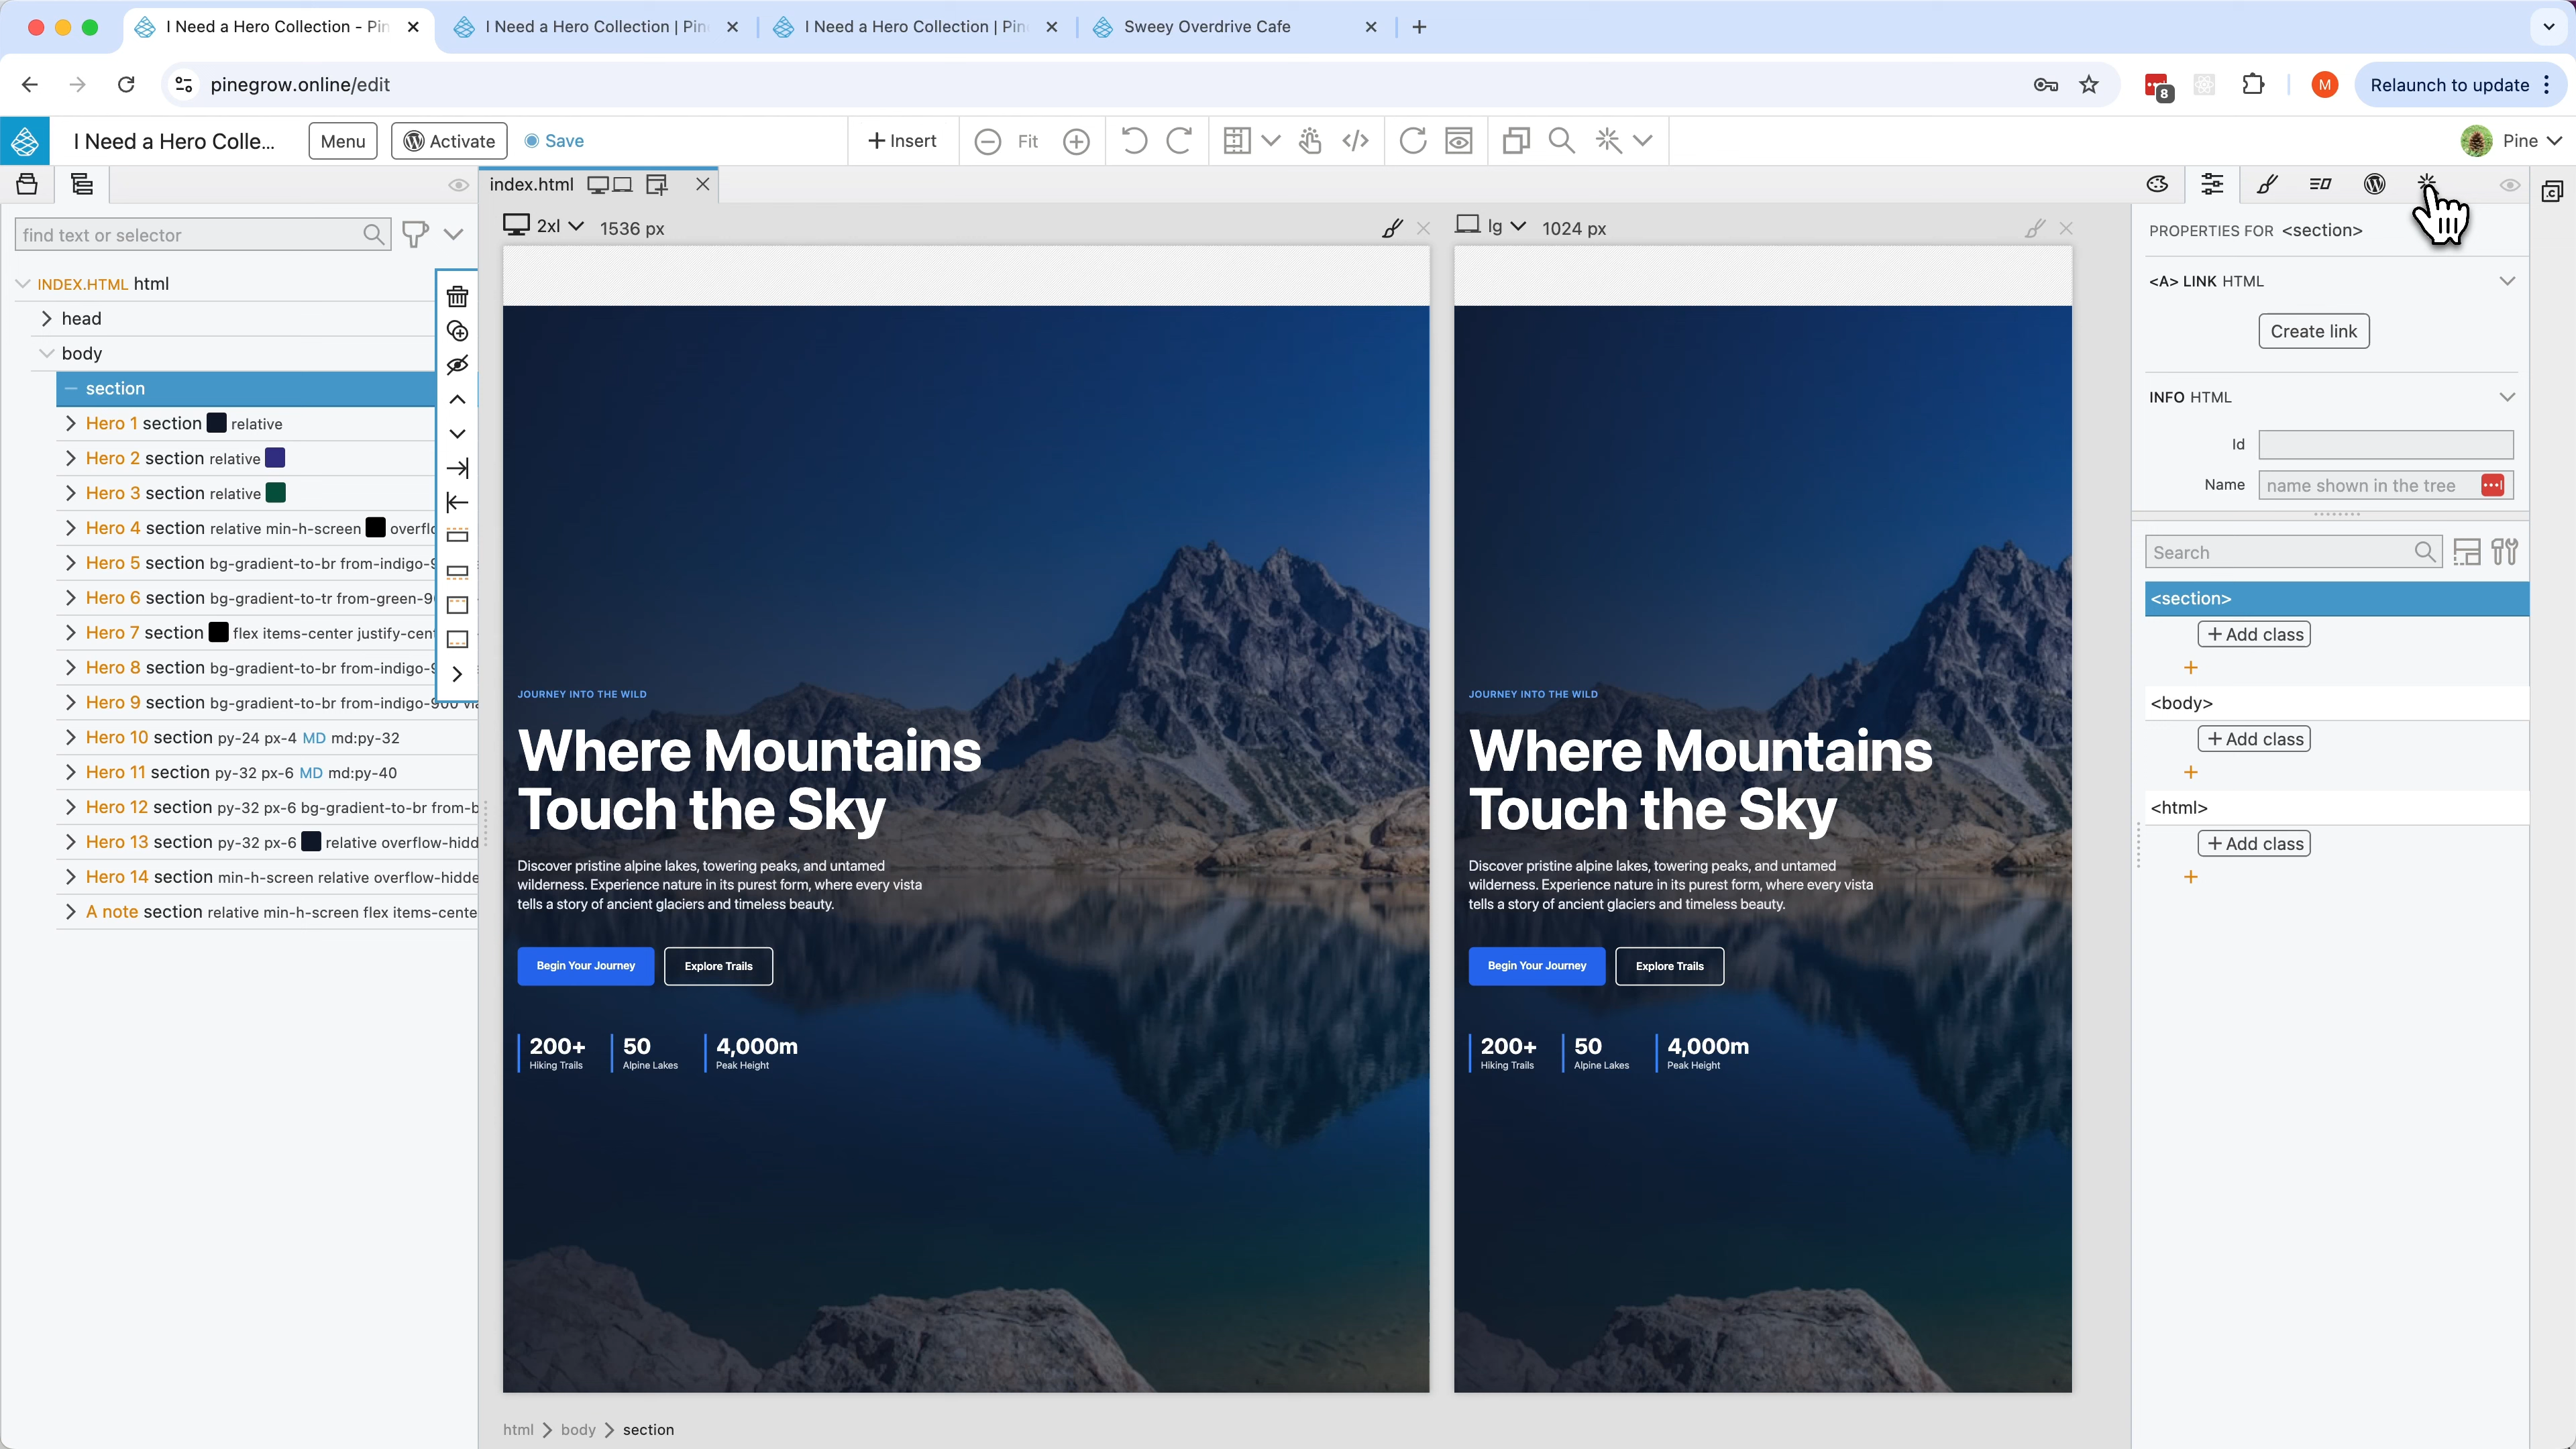 I Need a Hero Collection - Pin
I Need a Hero Collection | Pin
I Need a Hero Collection | Pin
Sweey Overdrive Cafe
pinegrow.online/edit
8
M
Relaunch to update
I Need a Hero Colle...
Menu
Activate
Save
Insert
Fit
Pine
find text or selector
INDEX.HTML html
head
body
section
Hero 1 section relative
Hero 2 section relative
Hero 3 section relative
Hero 4 section relative min-h-screen overflo
Hero 5 section bg-gradient-to-br from-indigo-9
Hero 6 section bg-gradient-to-tr from-green-90
Hero 7 section flex items-center justify-cent
Hero 8 section bg-gradient-to-br from-indigo-9
Hero 9 section bg-gradient-to-br from-indigo-900 via
Hero 10 section py-24 px-4 MD md:py-32
Hero 11 section py-32 px-6 MD md:py-40
Hero 12 section py-32 px-6 bg-gradient-to-br from-b
Hero 13 section py-32 px-6 relative overflow-hidd
Hero 14 section min-h-screen relative overflow-hidde
A note section relative min-h-screen flex items-cente
index.html
2xl 1536 px
JOURNEY INTO THE WILD
Where Mountains
Touch the Sky
Discover pristine alpine lakes, towering peaks, and untamed
wilderness. Experience nature in its purest form, where every vista
tells a story of ancient glaciers and timeless beauty.
Begin Your Journey
Explore Trails
200+
Hiking Trails
50
Alpine Lakes
4,000m
Peak Height
lg 1024 px
JOURNEY INTO THE WILD
Where Mountains
Touch the Sky
Discover pristine alpine lakes, towering peaks, and untamed
wilderness. Experience nature in its purest form, where every vista
tells a story of ancient glaciers and timeless beauty.
Begin Your Journey
Explore Trails
200+
Hiking Trails
50
Alpine Lakes
4,000m
Peak Height
html > body > section
PROPERTIES FOR <section>
<A> LINK HTML
Create link
INFO HTML
Id
Name
name shown in the tree
Search
<section>
+ Add class
+
<body>
+ Add class
+
<html>
+ Add class
+